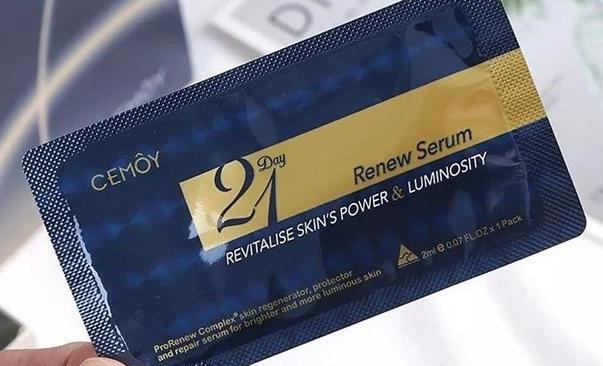 CEMÔY
21 Day
Renew Serum
REVITALISE SKIN'S POWER & LUMINOSITY
2ml ℮ 0.07 FL.OZ x 1 Pack
ProRenew Complex® skin regenerator, protector
and repair serum for brighter and more luminous skin